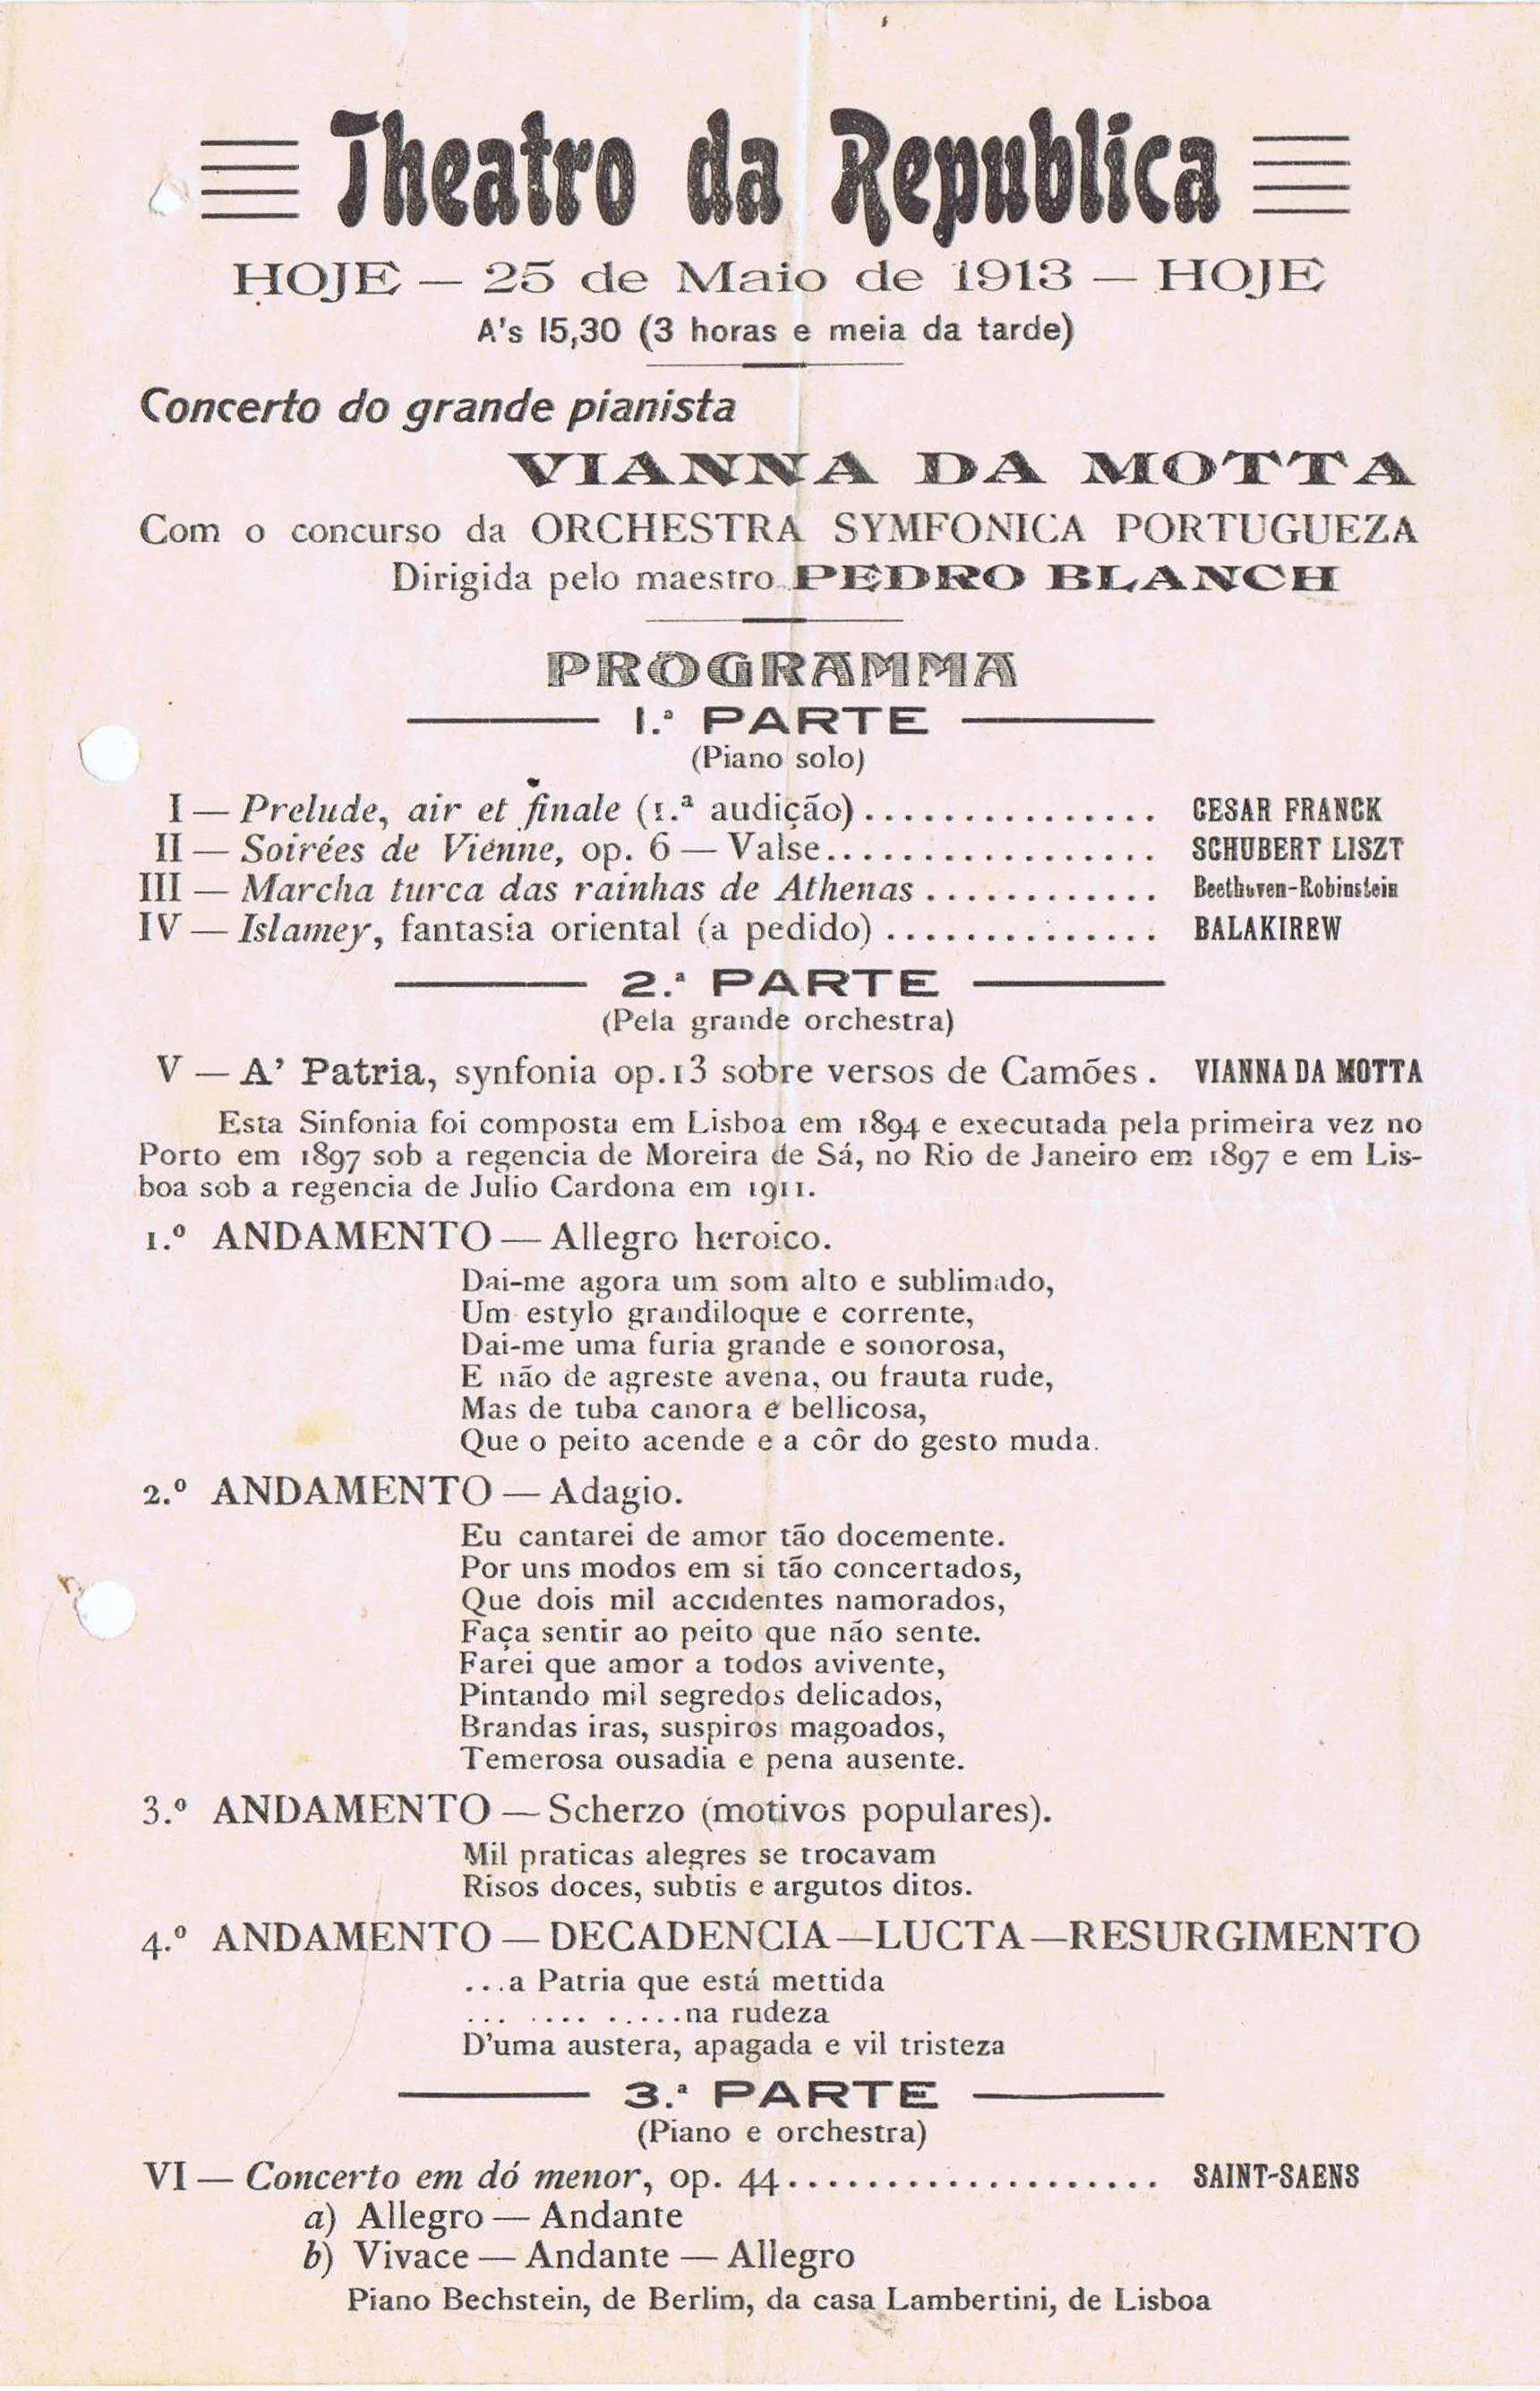 Theatro da Republica
HOJE — 25 de Maio de 1913 — HOJE
A's 15,30 (3 horas e meia da tarde)
Concerto do grande pianista
VIANNA DA MOTTA
Com o concurso da ORCHESTRA SYMFONICA PORTUGUEZA
Dirigida pelo maestro PEDRO BLANCH
PROGRAMMA
1.ª PARTE
(Piano solo)
I — Prelude, air et finale (1.ª audição) ............... CESAR FRANCK
II — Soirées de Viénne, op. 6 — Valse................. SCHUBERT LISZT
III — Marcha turca das rainhas de Athenas ............ Beethoven-Robinstein
IV — Islamey, fantasia oriental (a pedido) .............. BALAKIREW
2.ª PARTE
(Pela grande orchestra)
V — A' Patria, synfonia op. 13 sobre versos de Camões . VIANNA DA MOTTA
Esta Sinfonia foi composta em Lisboa em 1894 e executada pela primeira vez no
Porto em 1897 sob a regencia de Moreira de Sá, no Rio de Janeiro em 1897 e em Lis-
boa sob a regencia de Julio Cardona em 1911.
1.º ANDAMENTO — Allegro heroico.
Dai-me agora um som alto e sublimado,
Um estylo grandiloque e corrente,
Dai-me uma furia grande e sonorosa,
E não de agreste avena, ou frauta rude,
Mas de tuba canora e bellicosa,
Que o peito acende e a côr do gesto muda.
2.º ANDAMENTO — Adagio.
Eu cantarei de amor tão docemente.
Por uns modos em si tão concertados,
Que dois mil accidentes namorados,
Faça sentir ao peito que não sente.
Farei que amor a todos avivente,
Pintando mil segredos delicados,
Brandas iras, suspiros magoados,
Temerosa ousadia e pena ausente.
3.º ANDAMENTO — Scherzo (motivos populares).
Mil praticas alegres se trocavam
Risos doces, subtis e argutos ditos.
4.º ANDAMENTO — DECADENCIA — LUCTA — RESURGIMENTO
...a Patria que está mettida
... .... .....na rudeza
D'uma austera, apagada e vil tristeza
3.ª PARTE
(Piano e orchestra)
VI — Concerto em dó menor, op. 44................... SAINT-SAENS
a) Allegro — Andante
b) Vivace — Andante — Allegro
Piano Bechstein, de Berlim, da casa Lambertini, de Lisboa